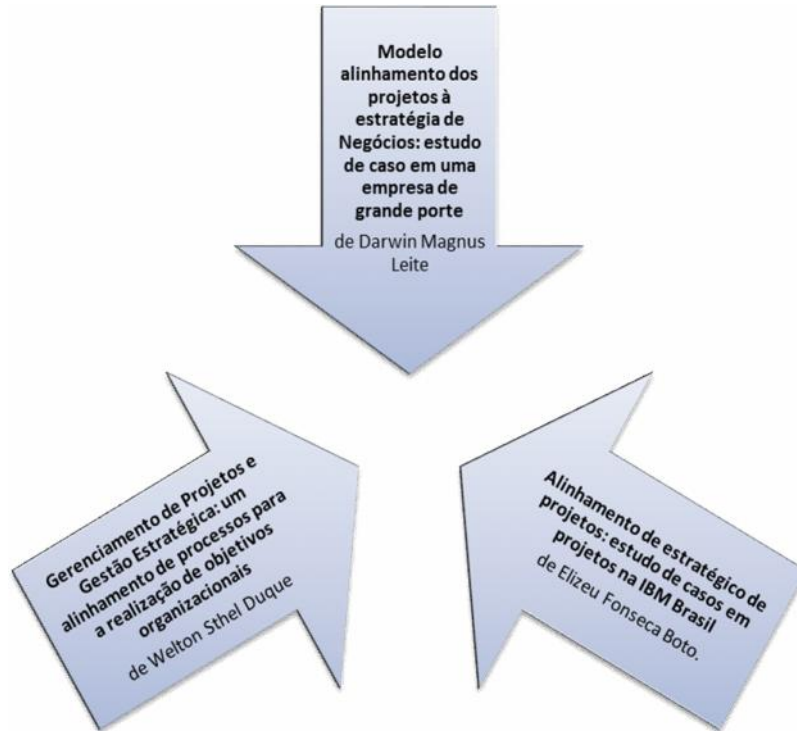 Modelo
alinhamento dos
projetos à
estratégia de
Negócios: estudo
de caso em uma
empresa de
grande porte
de Darwin Magnus
Leite
Gerenciamento de Projetos e
Gestão Estratégica: um
alinhamento de processos para
a realização de objetivos
organizacionais
de Welton Sthel Duque
Alinhamento de estratégico de
projetos: estudo de casos em
projetos na IBM Brasil
de Elizeu Fonseca Boto.